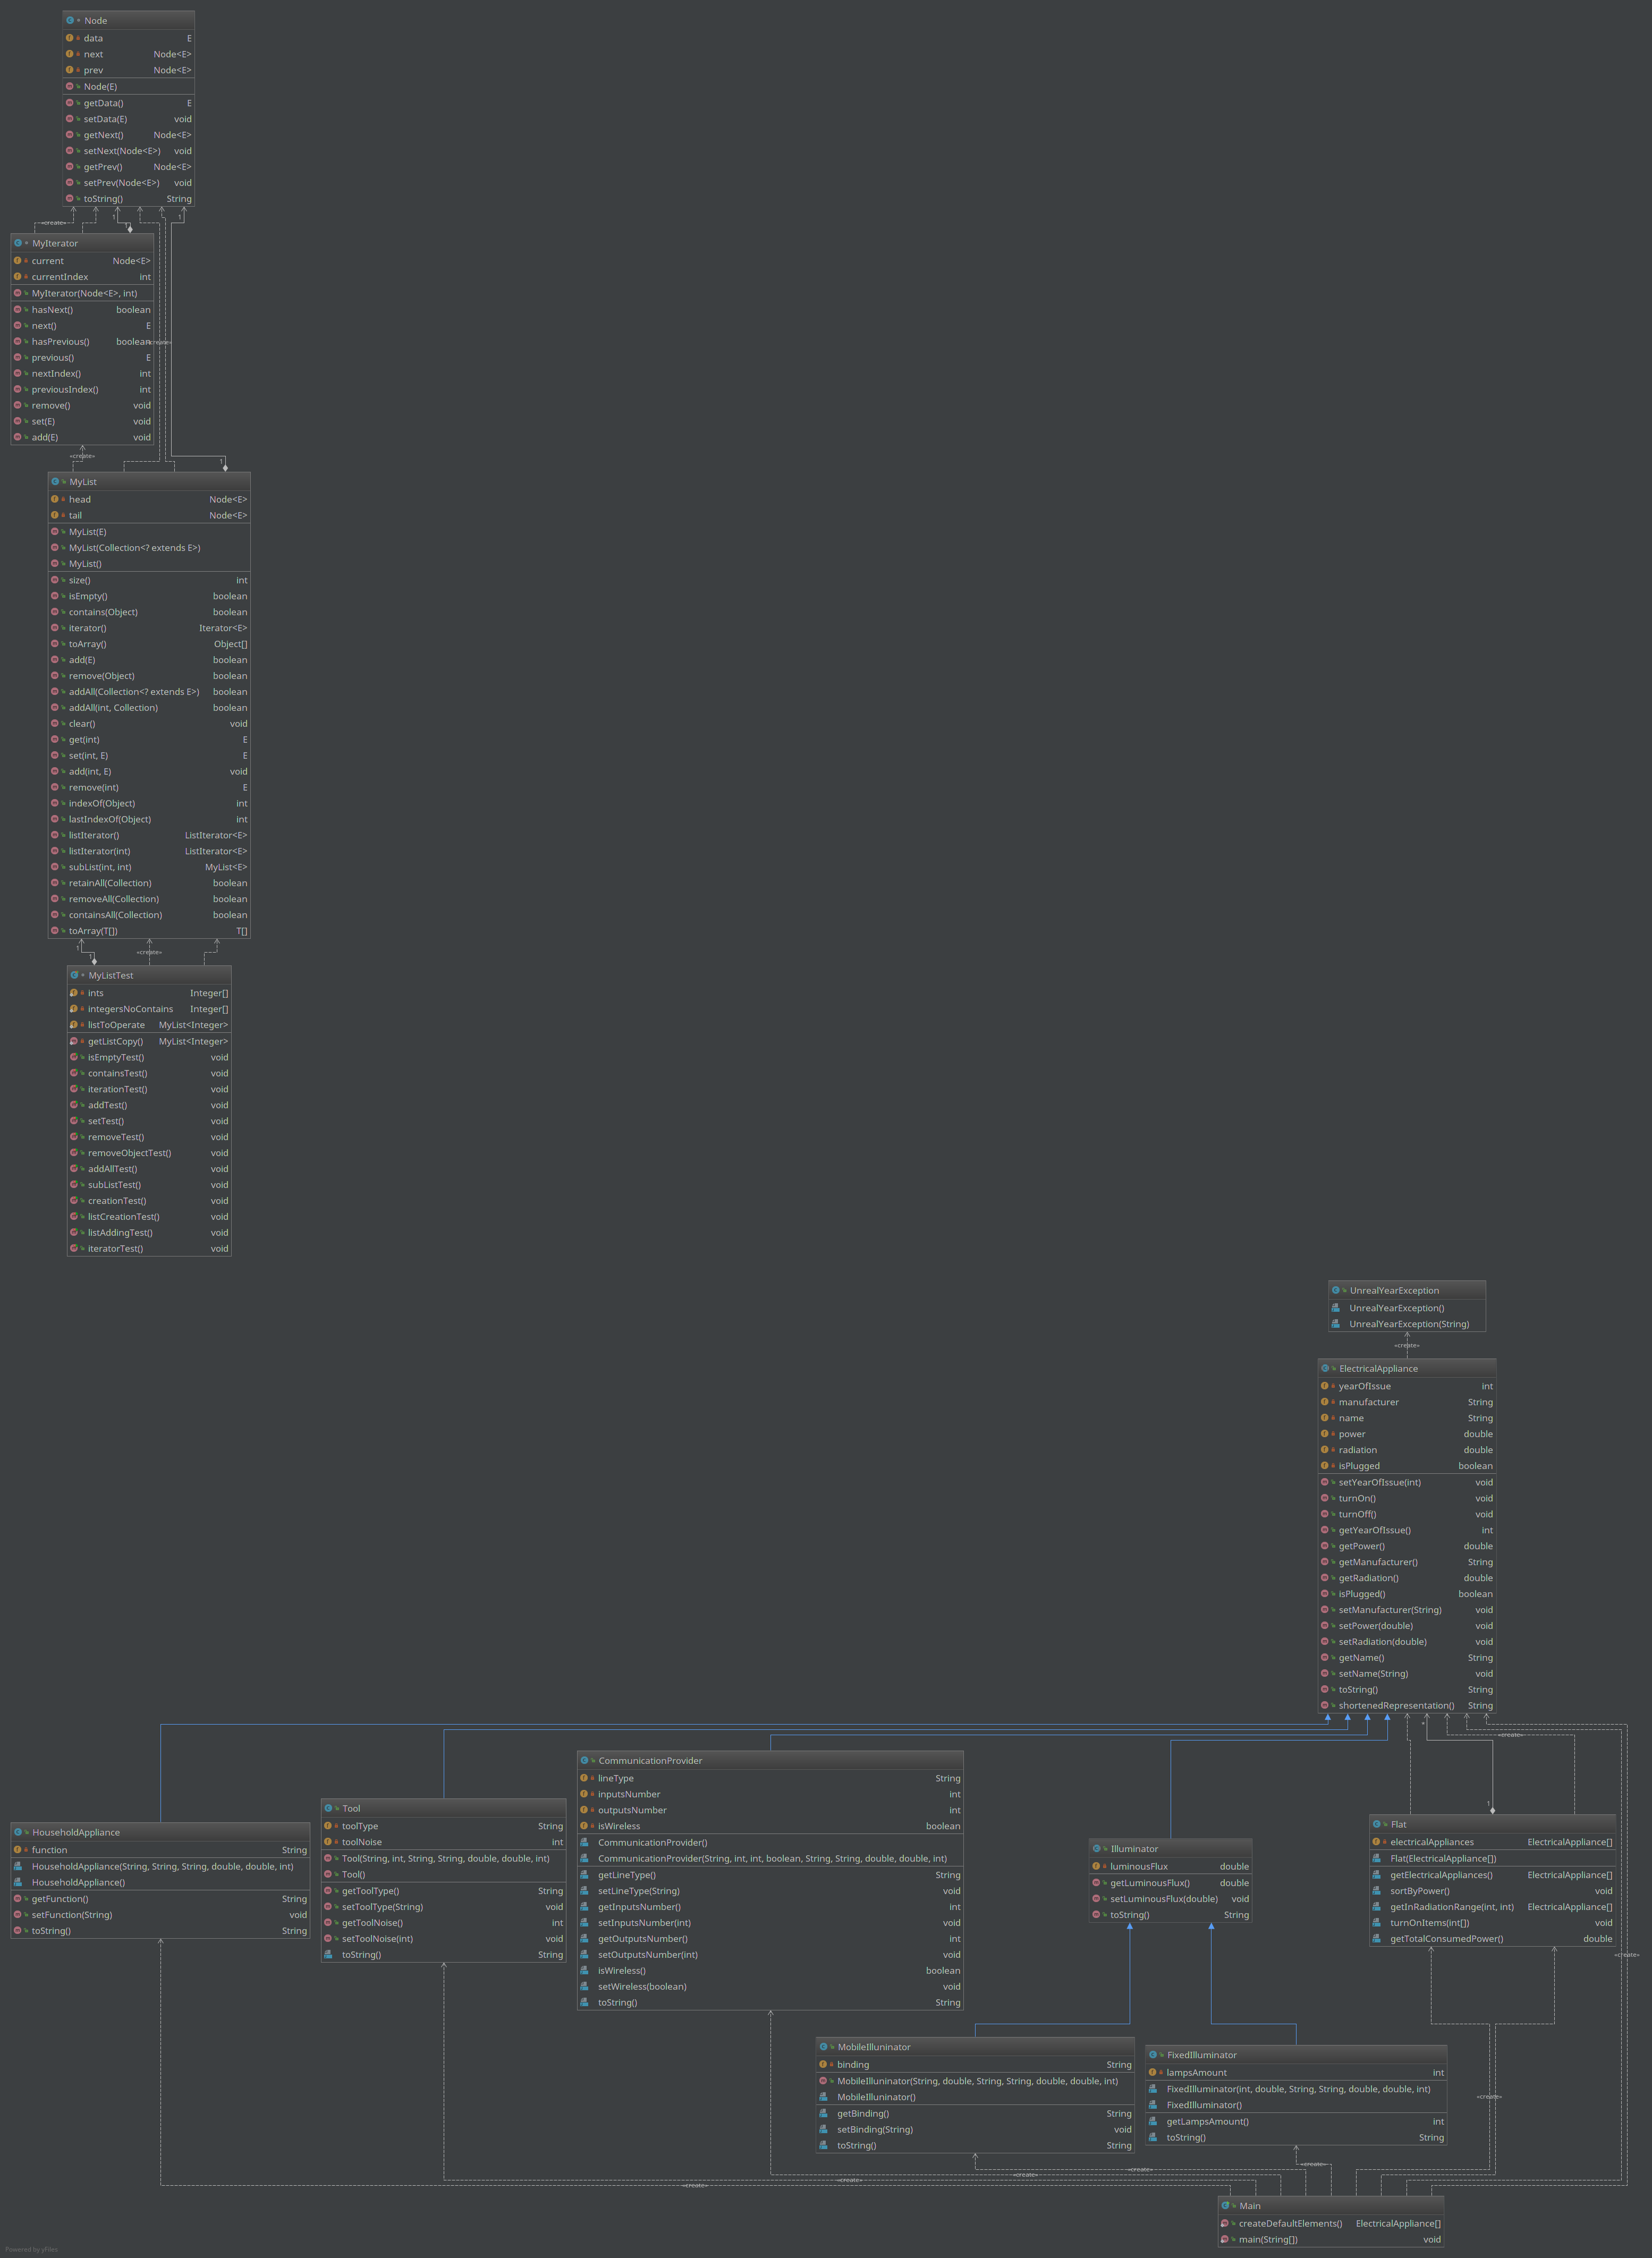 Node
data E
next Node<E>
prev Node<E>
Node(E)
getData() E
setData(E) void
getNext() Node<E>
setNext(Node<E>) void
getPrev() Node<E>
setPrev(Node<E>) void
toString() String
«create»
1
1
1
MyIterator
current Node<E>
currentIndex int
MyIterator(Node<E>, int)
hasNext() boolean
next() E
hasPrevious() boolean
«create»
previous() E
nextIndex() int
previousIndex() int
remove() void
set(E) void
add(E) void
«create»
1
MyList
head Node<E>
tail Node<E>
MyList(E)
MyList(Collection<? extends E>)
MyList()
size() int
isEmpty() boolean
contains(Object) boolean
iterator() Iterator<E>
toArray() Object[]
add(E) boolean
remove(Object) boolean
addAll(Collection<? extends E>) boolean
addAll(int, Collection) boolean
clear() void
get(int) E
set(int, E) E
add(int, E) void
remove(int) E
indexOf(Object) int
lastIndexOf(Object) int
listIterator() ListIterator<E>
listIterator(int) ListIterator<E>
subList(int, int) MyList<E>
retainAll(Collection) boolean
removeAll(Collection) boolean
containsAll(Collection) boolean
toArray(T[]) T[]
1
«create»
1
MyListTest
ints Integer[]
integersNoContains Integer[]
listToOperate MyList<Integer>
getListCopy() MyList<Integer>
isEmptyTest() void
containsTest() void
iterationTest() void
addTest() void
setTest() void
removeTest() void
removeObjectTest() void
addAllTest() void
subListTest() void
creationTest() void
listCreationTest() void
listAddingTest() void
iteratorTest() void
UnrealYearException
UnrealYearException()
UnrealYearException(String)
«create»
ElectricalAppliance
yearOfIssue int
manufacturer String
name String
power double
radiation double
isPlugged boolean
setYearOfIssue(int) void
turnOn() void
turnOff() void
getYearOfIssue() int
getPower() double
getManufacturer() String
getRadiation() double
isPlugged() boolean
setManufacturer(String) void
setPower(double) void
setRadiation(double) void
getName() String
setName(String) void
toString() String
shortenedRepresentation() String
*
«create»
1
CommunicationProvider
lineType String
inputsNumber int
outputsNumber int
isWireless boolean
CommunicationProvider()
CommunicationProvider(String, int, int, boolean, String, String, double, double, int)
getLineType() String
setLineType(String) void
getInputsNumber() int
setInputsNumber(int) void
getOutputsNumber() int
setOutputsNumber(int) void
isWireless() boolean
setWireless(boolean) void
toString() String
Tool
toolType String
toolNoise int
Tool(String, int, String, String, double, double, int)
Tool()
getToolType() String
setToolType(String) void
getToolNoise() int
setToolNoise(int) void
toString() String
HouseholdAppliance
function String
HouseholdAppliance(String, String, String, double, double, int)
HouseholdAppliance()
getFunction() String
setFunction(String) void
toString() String
Illuminator
luminousFlux double
getLuminousFlux() double
setLuminousFlux(double) void
toString() String
Flat
electricalAppliances ElectricalAppliance[]
Flat(ElectricalAppliance[])
getElectricalAppliances() ElectricalAppliance[]
sortByPower() void
getInRadiationRange(int, int) ElectricalAppliance[]
turnOnItems(int[]) void
getTotalConsumedPower() double
«create»
MobileIlluninator
binding String
MobileIlluninator(String, double, String, String, double, double, int)
MobileIlluninator()
getBinding() String
setBinding(String) void
toString() String
FixedIlluminator
lampsAmount int
FixedIlluminator(int, double, String, String, double, double, int)
FixedIlluminator()
getLampsAmount() int
toString() String
«create»
«create»
«create»
«create»
«create»
«create»
Main
createDefaultElements() ElectricalAppliance[]
main(String[]) void
Powered by yFiles